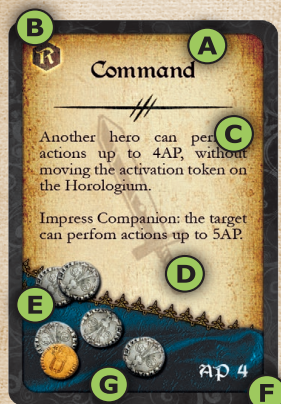 B
A
R
Command
C
Another hero can
actions up to 4AP, without
moving the activation token on
the Horologium.
Impress Companion: the target
can perfom actions up to 5AP.
D
E
AP 4
G
F